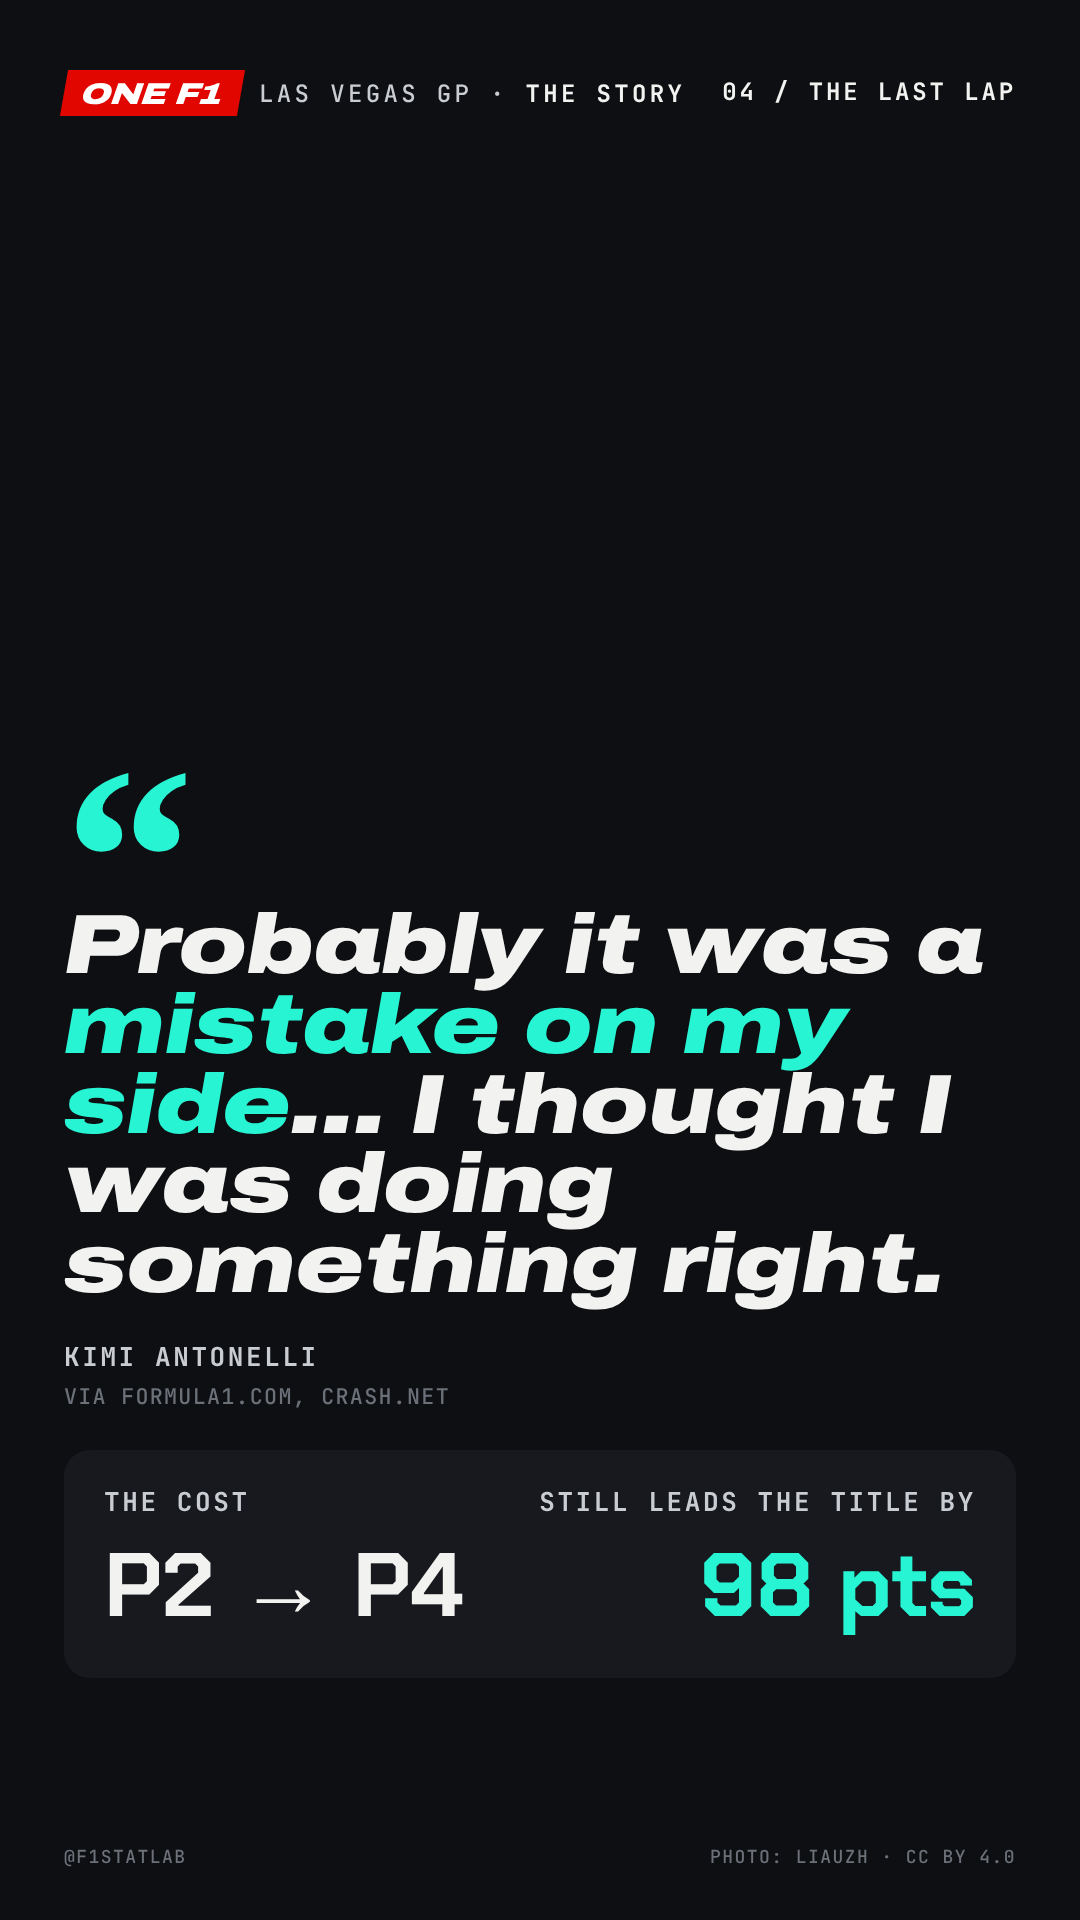 ONE F1 LAS VEGAS GP · THE STORY 04 / THE LAST LAP
“
Probably it was a
mistake on my
side... I thought I
was doing
something right.
KIMI ANTONELLI
VIA FORMULA1.COM, CRASH.NET
THE COST STILL LEADS THE TITLE BY
P2 → P4 98 pts
@F1STATLAB PHOTO: LIAUZH · CC BY 4.0